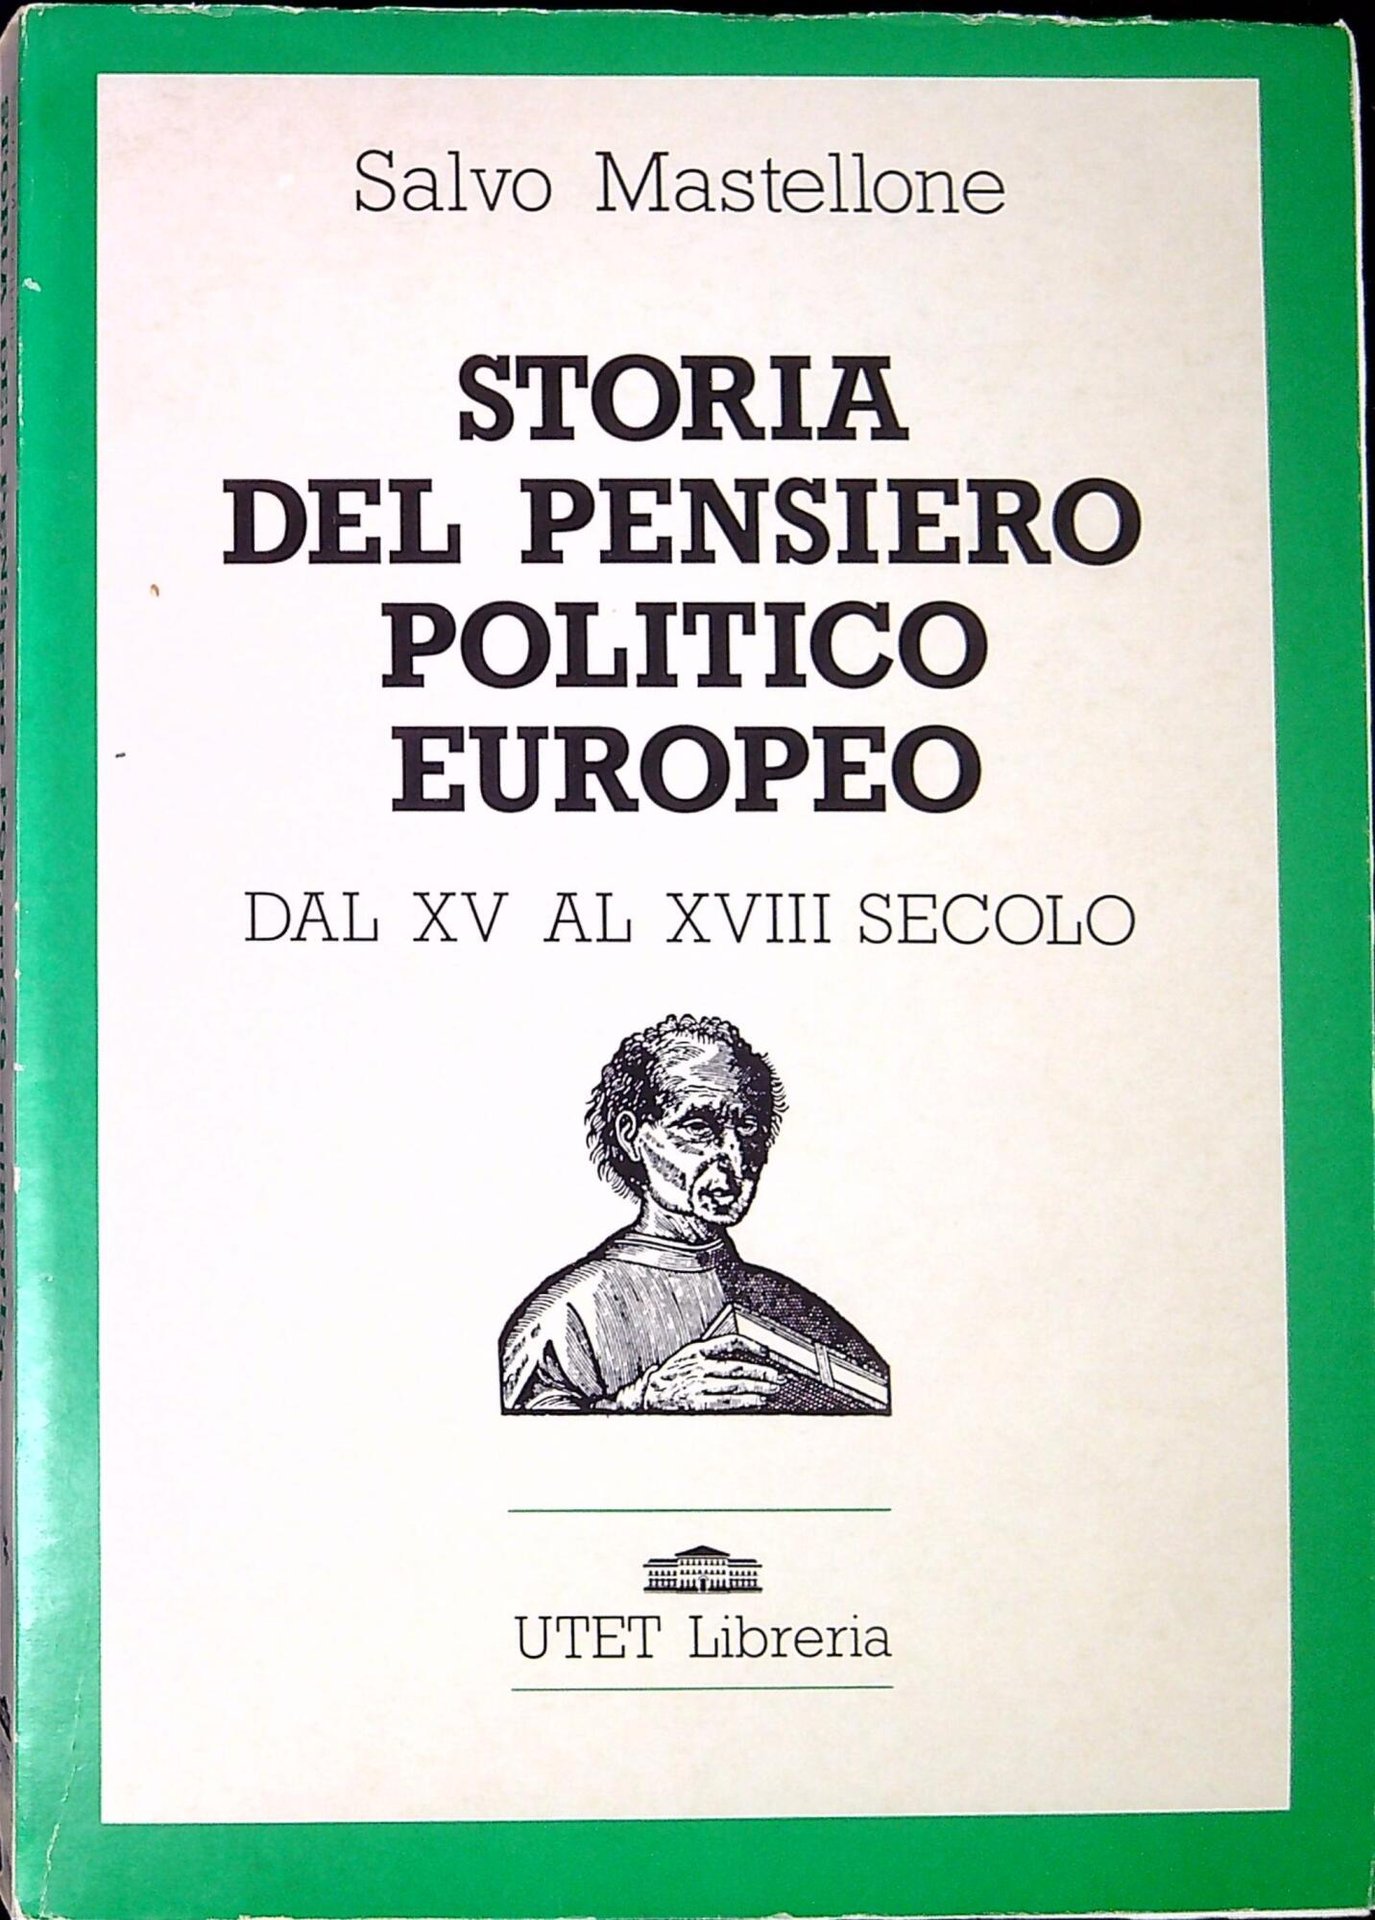 Salvo Mastellone
STORIA
DEL PENSIERO
POLITICO
EUROPEO
DAL XV AL XVIII SECOLO
UTET Libreria